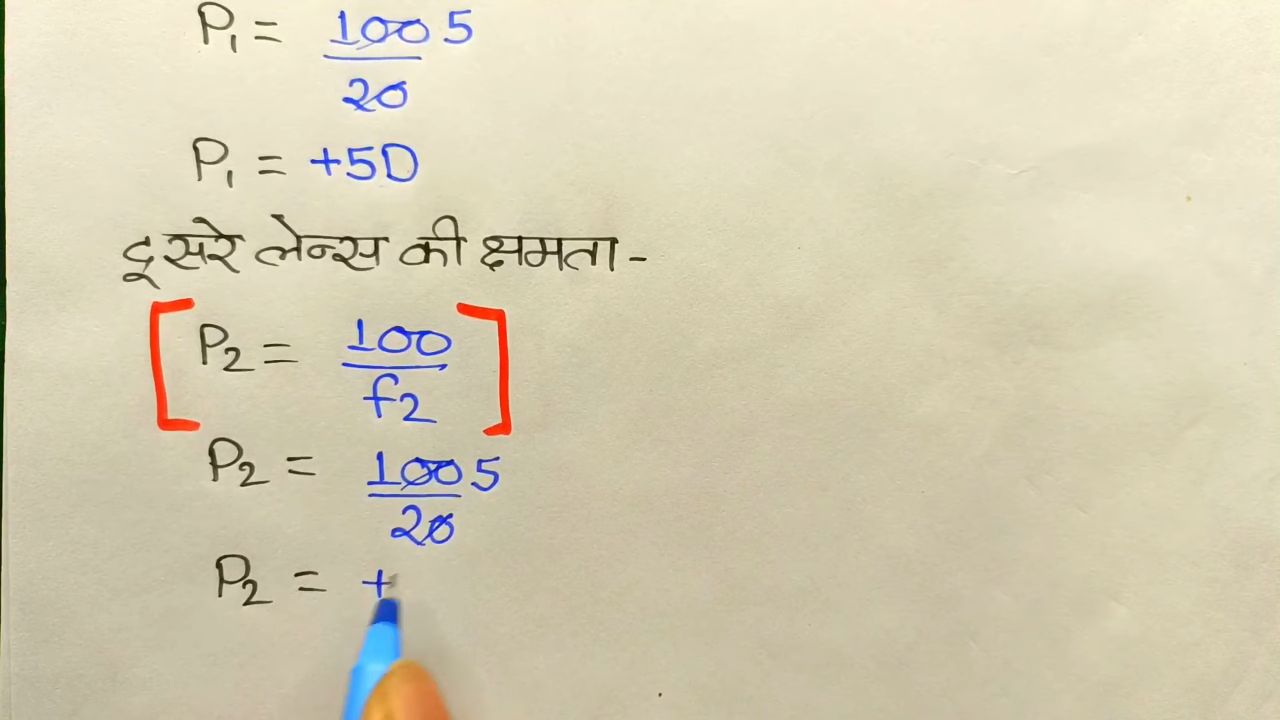 P₁ = 100 5
20
P₁ = +5D
दूसरे लेन्स की क्षमता -
[P₂ = 100
f2]
P₂ = 100 5
20
P₂ = +